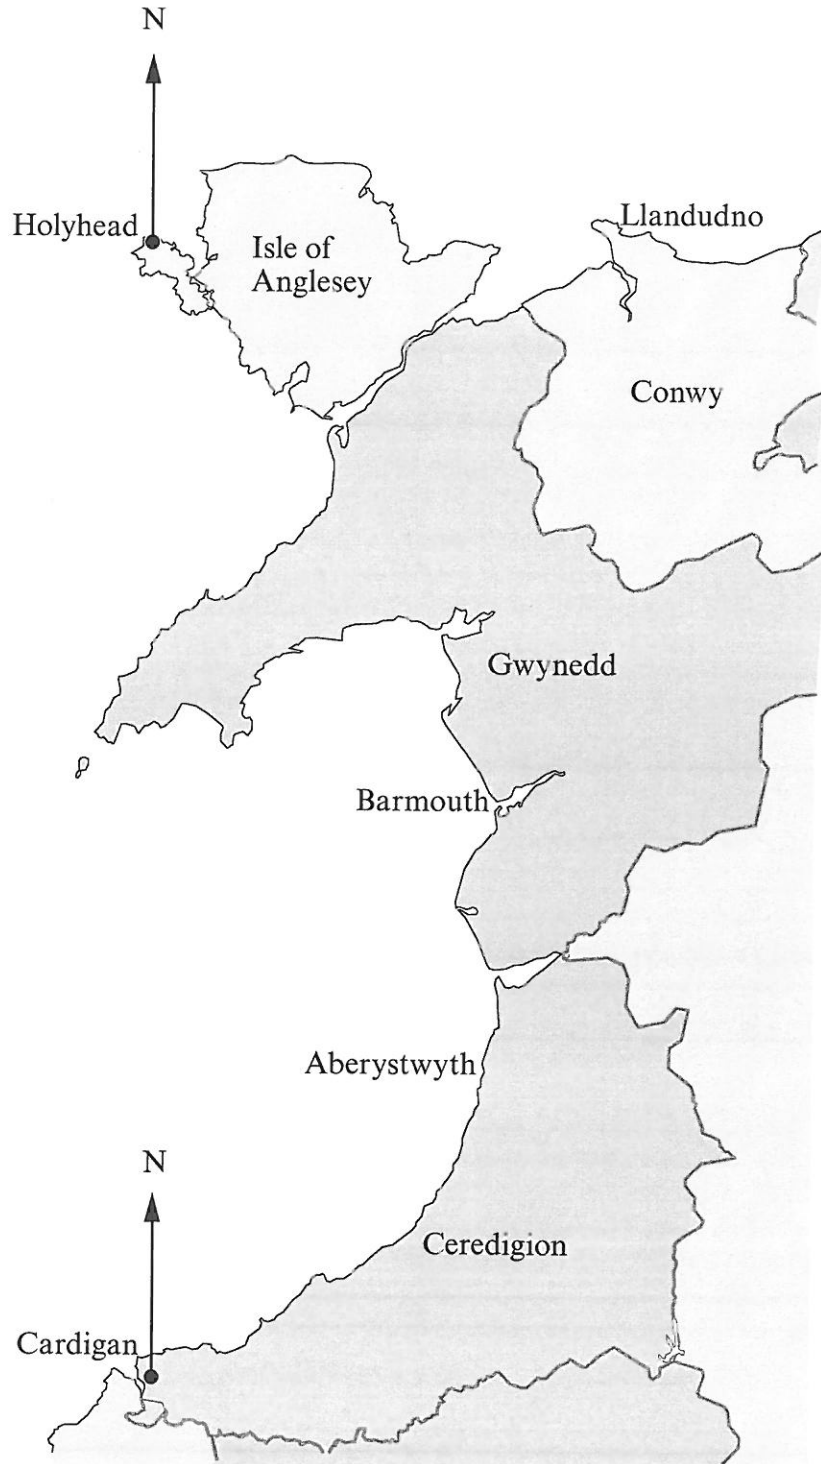 N
Holyhead
Llandudno
Isle of
Anglesey
Conwy
Gwynedd
Barmouth
Aberystwyth
N
Ceredigion
Cardigan